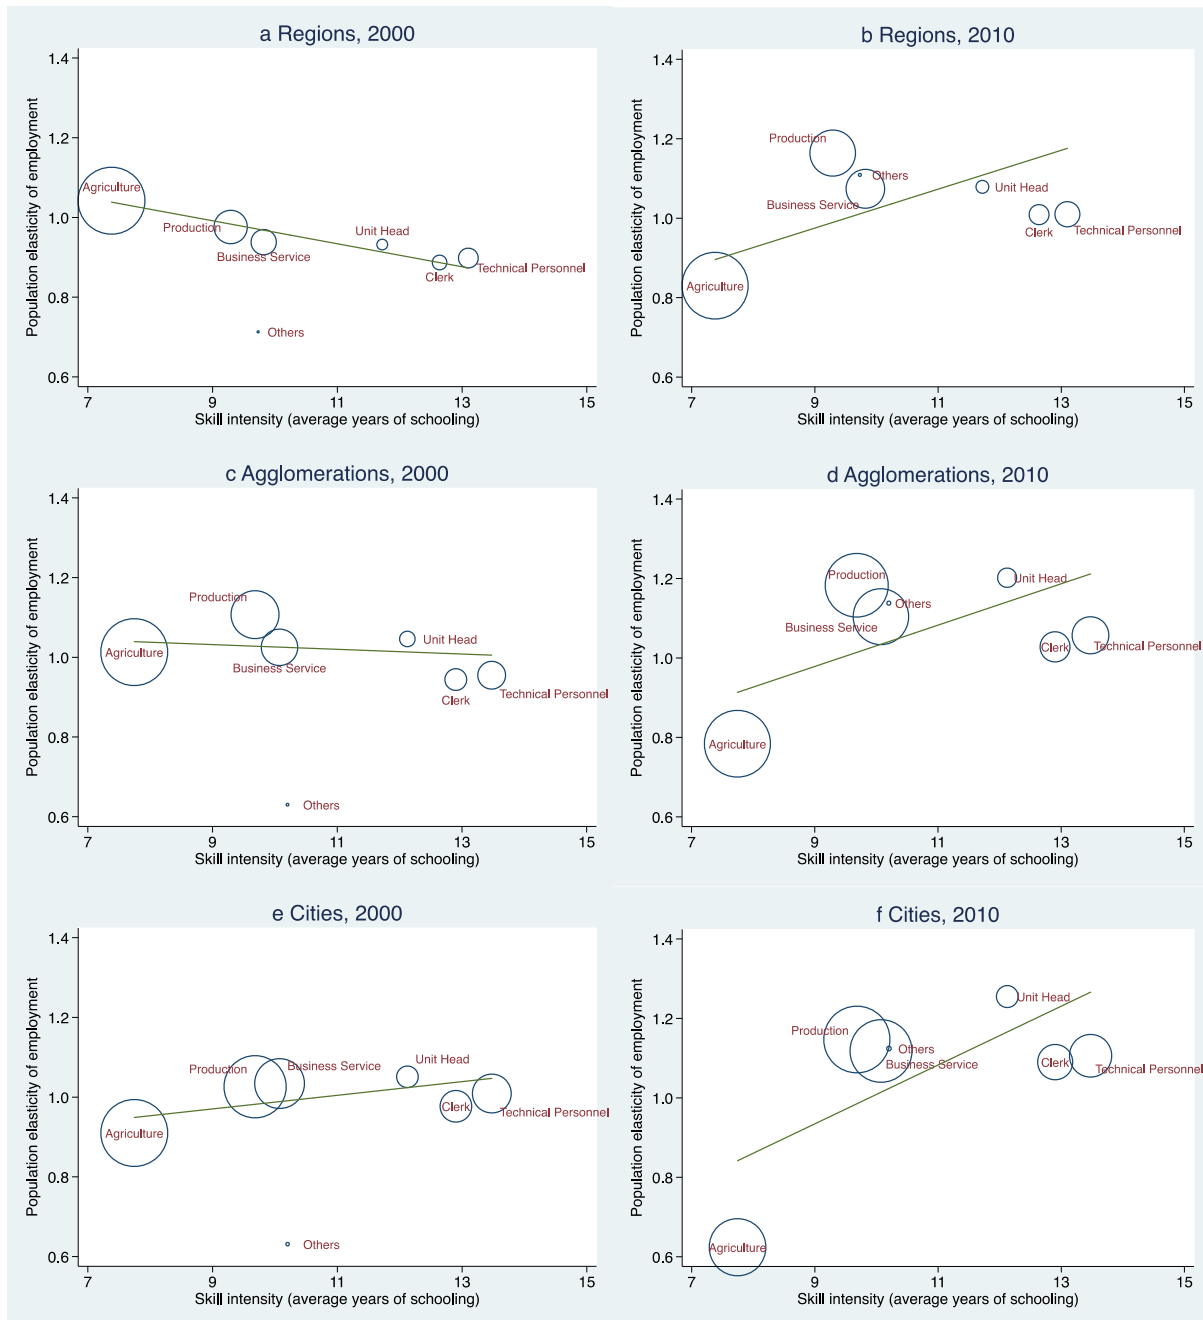 a Regions, 2000
Population elasticity of employment
1.4
1.2
1.0
0.8
0.6
Agriculture
Production
Business Service
Unit Head
Clerk
Technical Personnel
Others
7 9 11 13 15
Skill intensity (average years of schooling)
b Regions, 2010
Population elasticity of employment
1.4
1.2
1.0
0.8
0.6
Production
Others
Business Service
Unit Head
Clerk
Technical Personnel
Agriculture
7 9 11 13 15
Skill intensity (average years of schooling)
c Agglomerations, 2000
Population elasticity of employment
1.4
1.2
1.0
0.8
0.6
Production
Agriculture
Business Service
Unit Head
Clerk
Technical Personnel
Others
7 9 11 13 15
Skill intensity (average years of schooling)
d Agglomerations, 2010
Population elasticity of employment
1.4
1.2
1.0
0.8
0.6
Production
Unit Head
Others
Business Service
Clerk
Technical Personnel
Agriculture
7 9 11 13 15
Skill intensity (average years of schooling)
e Cities, 2000
Population elasticity of employment
1.4
1.2
1.0
0.8
0.6
Production
Business Service
Unit Head
Agriculture
Clerk
Technical Personnel
Others
7 9 11 13 15
Skill intensity (average years of schooling)
f Cities, 2010
Population elasticity of employment
1.4
1.2
1.0
0.8
0.6
Unit Head
Production
Others
Business Service
Clerk
Technical Personnel
Agriculture
7 9 11 13 15
Skill intensity (average years of schooling)